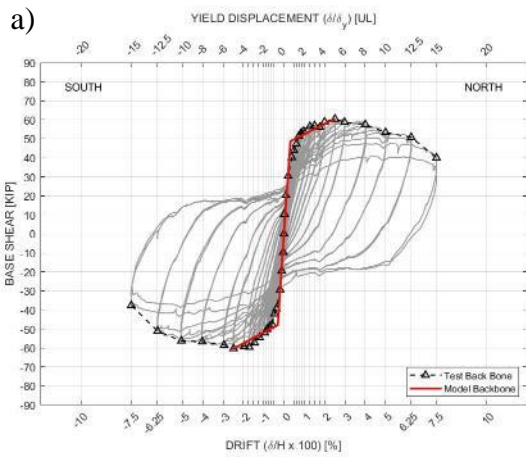 a)
YIELD DISPLACEMENT (δ/δy) [UL]
-20 -15 -12.5 -10 -8 -6 -4 -2 0 2 4 6 8 10 12.5 15 20
90
80
SOUTH NORTH
70
60
50
40
30
20
10
0
-10
-20
-30
-40
-50
-60
-70
-80
-90
BASE SHEAR [KIP]
Test Back Bone
Model Backbone
-10 -7.5 -6.25 -5 -4 -3 -2 -1 0 1 2 3 4 5 6.25 7.5 10
DRIFT (δ/H x 100) [%]